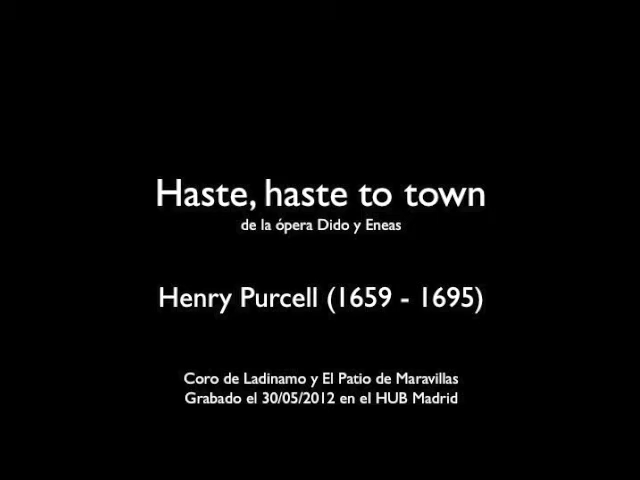 Haste, haste to town
de la ópera Dido y Eneas
Henry Purcell (1659 - 1695)
Coro de Ladinamo y El Patio de Maravillas
Grabado el 30/05/2012 en el HUB Madrid